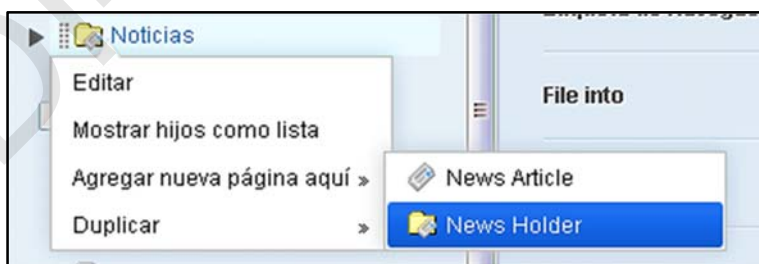 Noticias
Editar
File into
Mostrar hijos como lista
Agregar nueva página aquí »
News Article
Duplicar »
News Holder